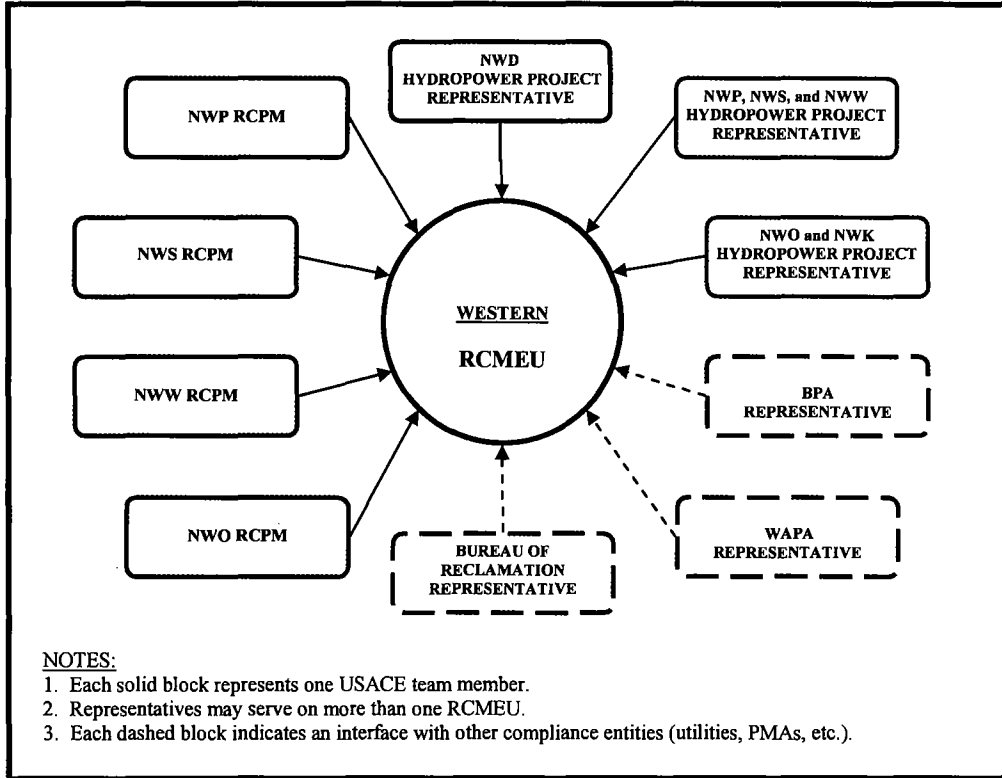 NWD
HYDROPOWER PROJECT
REPRESENTATIVE
NWP RCPM
NWP, NWS, and NWW
HYDROPOWER PROJECT
REPRESENTATIVE
NWS RCPM
NWO and NWK
HYDROPOWER PROJECT
REPRESENTATIVE
WESTERN
RCMEU
NWW RCPM
BPA
REPRESENTATIVE
NWO RCPM
BUREAU OF
RECLAMATION
REPRESENTATIVE
WAPA
REPRESENTATIVE
NOTES:
1. Each solid block represents one USACE team member.
2. Representatives may serve on more than one RCMEU.
3. Each dashed block indicates an interface with other compliance entities (utilities, PMAs, etc.).